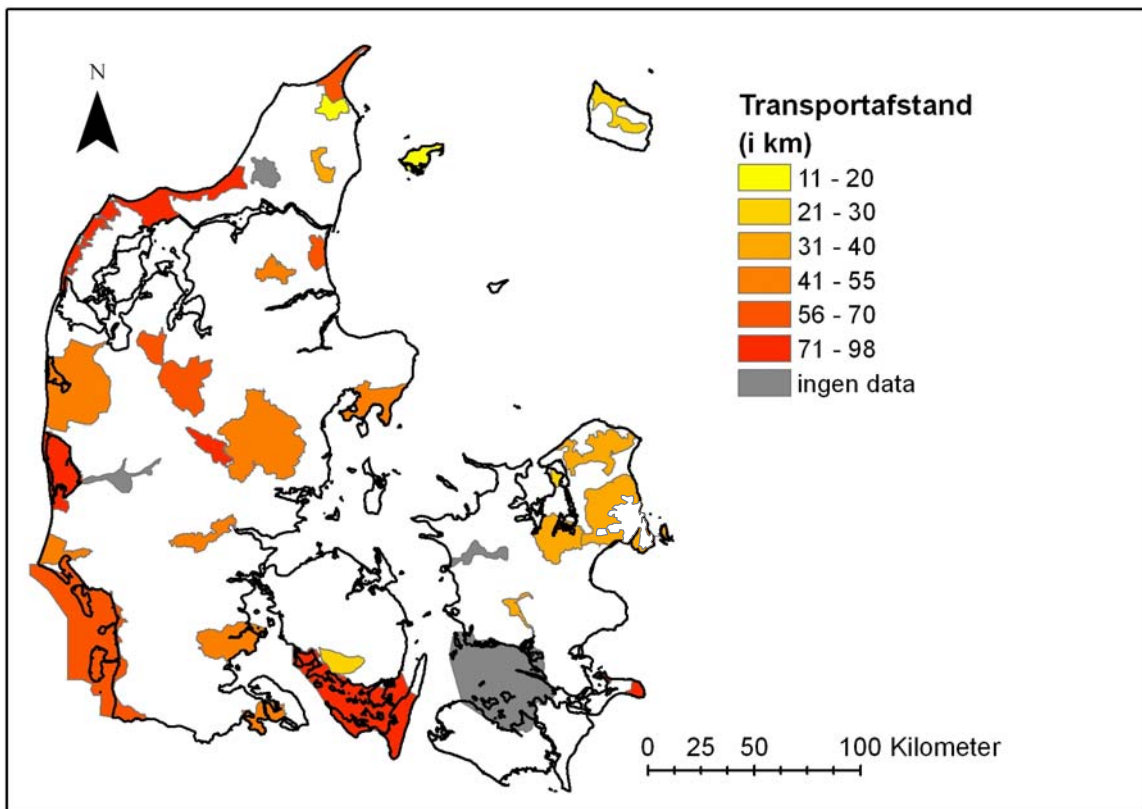 N
Transportafstand
(i km)
11 - 20
21 - 30
31 - 40
41 - 55
56 - 70
71 - 98
ingen data
0 25 50 100 Kilometer